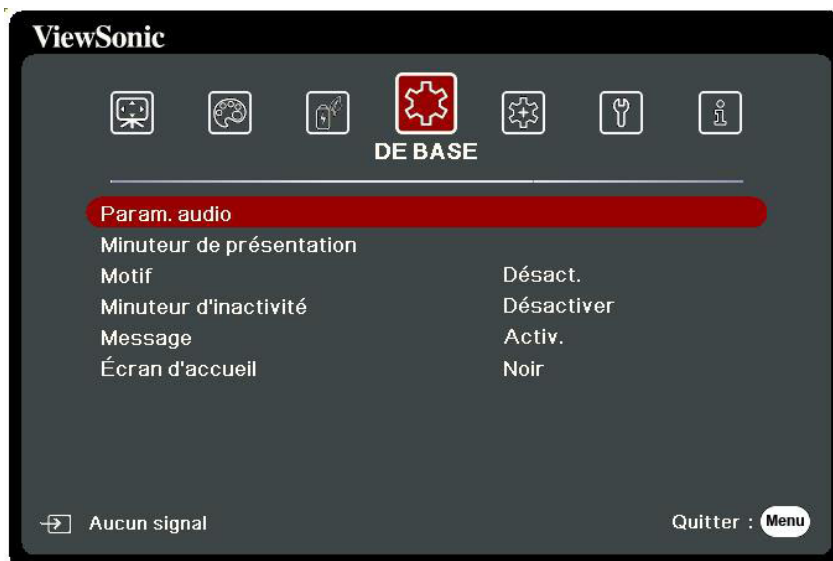 ViewSonic
DE BASE
Param. audio
Minuteur de présentation
Motif Désact.
Minuteur d'inactivité Désactiver
Message Activ.
Écran d'accueil Noir
Aucun signal Quitter : Menu